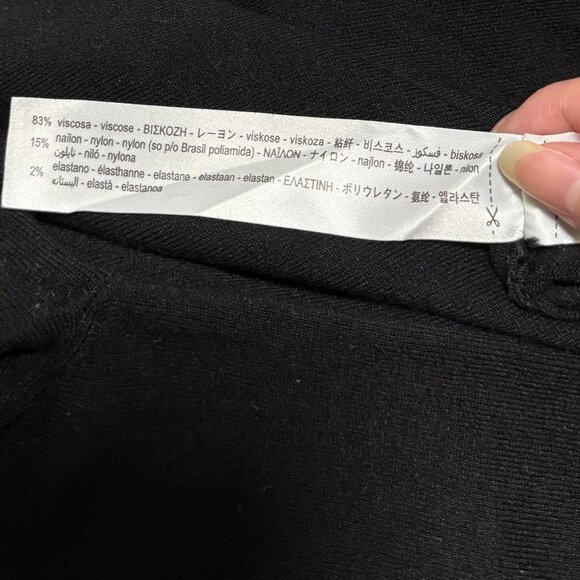 83% viscosa - viscose - ΒΙΣΚΟΖΗ - レーヨン - viskose - viskoza - 粘纤 - 비스코스 - فسكوز - biskosa
15% nailon - nylon - nylon (so p/o Brasil poliamida) - ΝΑΪΛΟΝ - ナイロン - najlon - 锦纶 - 나일론 - nilon
نايلون - niló - nylona
2% elastano - élasthanne - elastane - elastaan - elastan - ΕΛΑΣΤΙΝΗ - ポリウレタン - 氨纶 - 엘라스탄
اليستانه - elastà - elastanoa